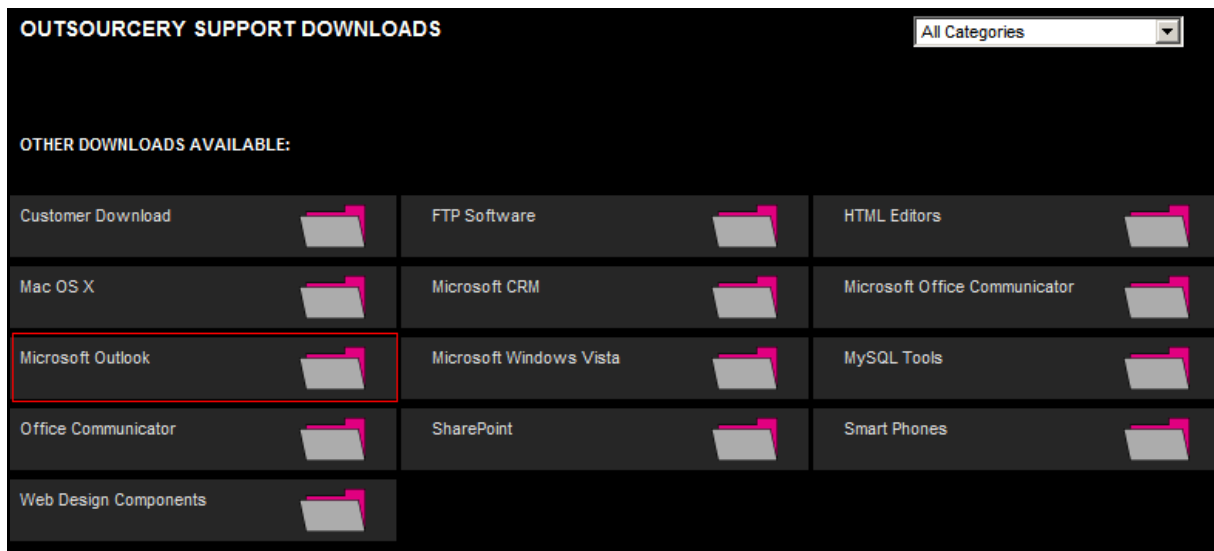 OUTSOURCERY SUPPORT DOWNLOADS
All Categories
OTHER DOWNLOADS AVAILABLE:
Customer Download
FTP Software
HTML Editors
Mac OS X
Microsoft CRM
Microsoft Office Communicator
Microsoft Outlook
Microsoft Windows Vista
MySQL Tools
Office Communicator
SharePoint
Smart Phones
Web Design Components